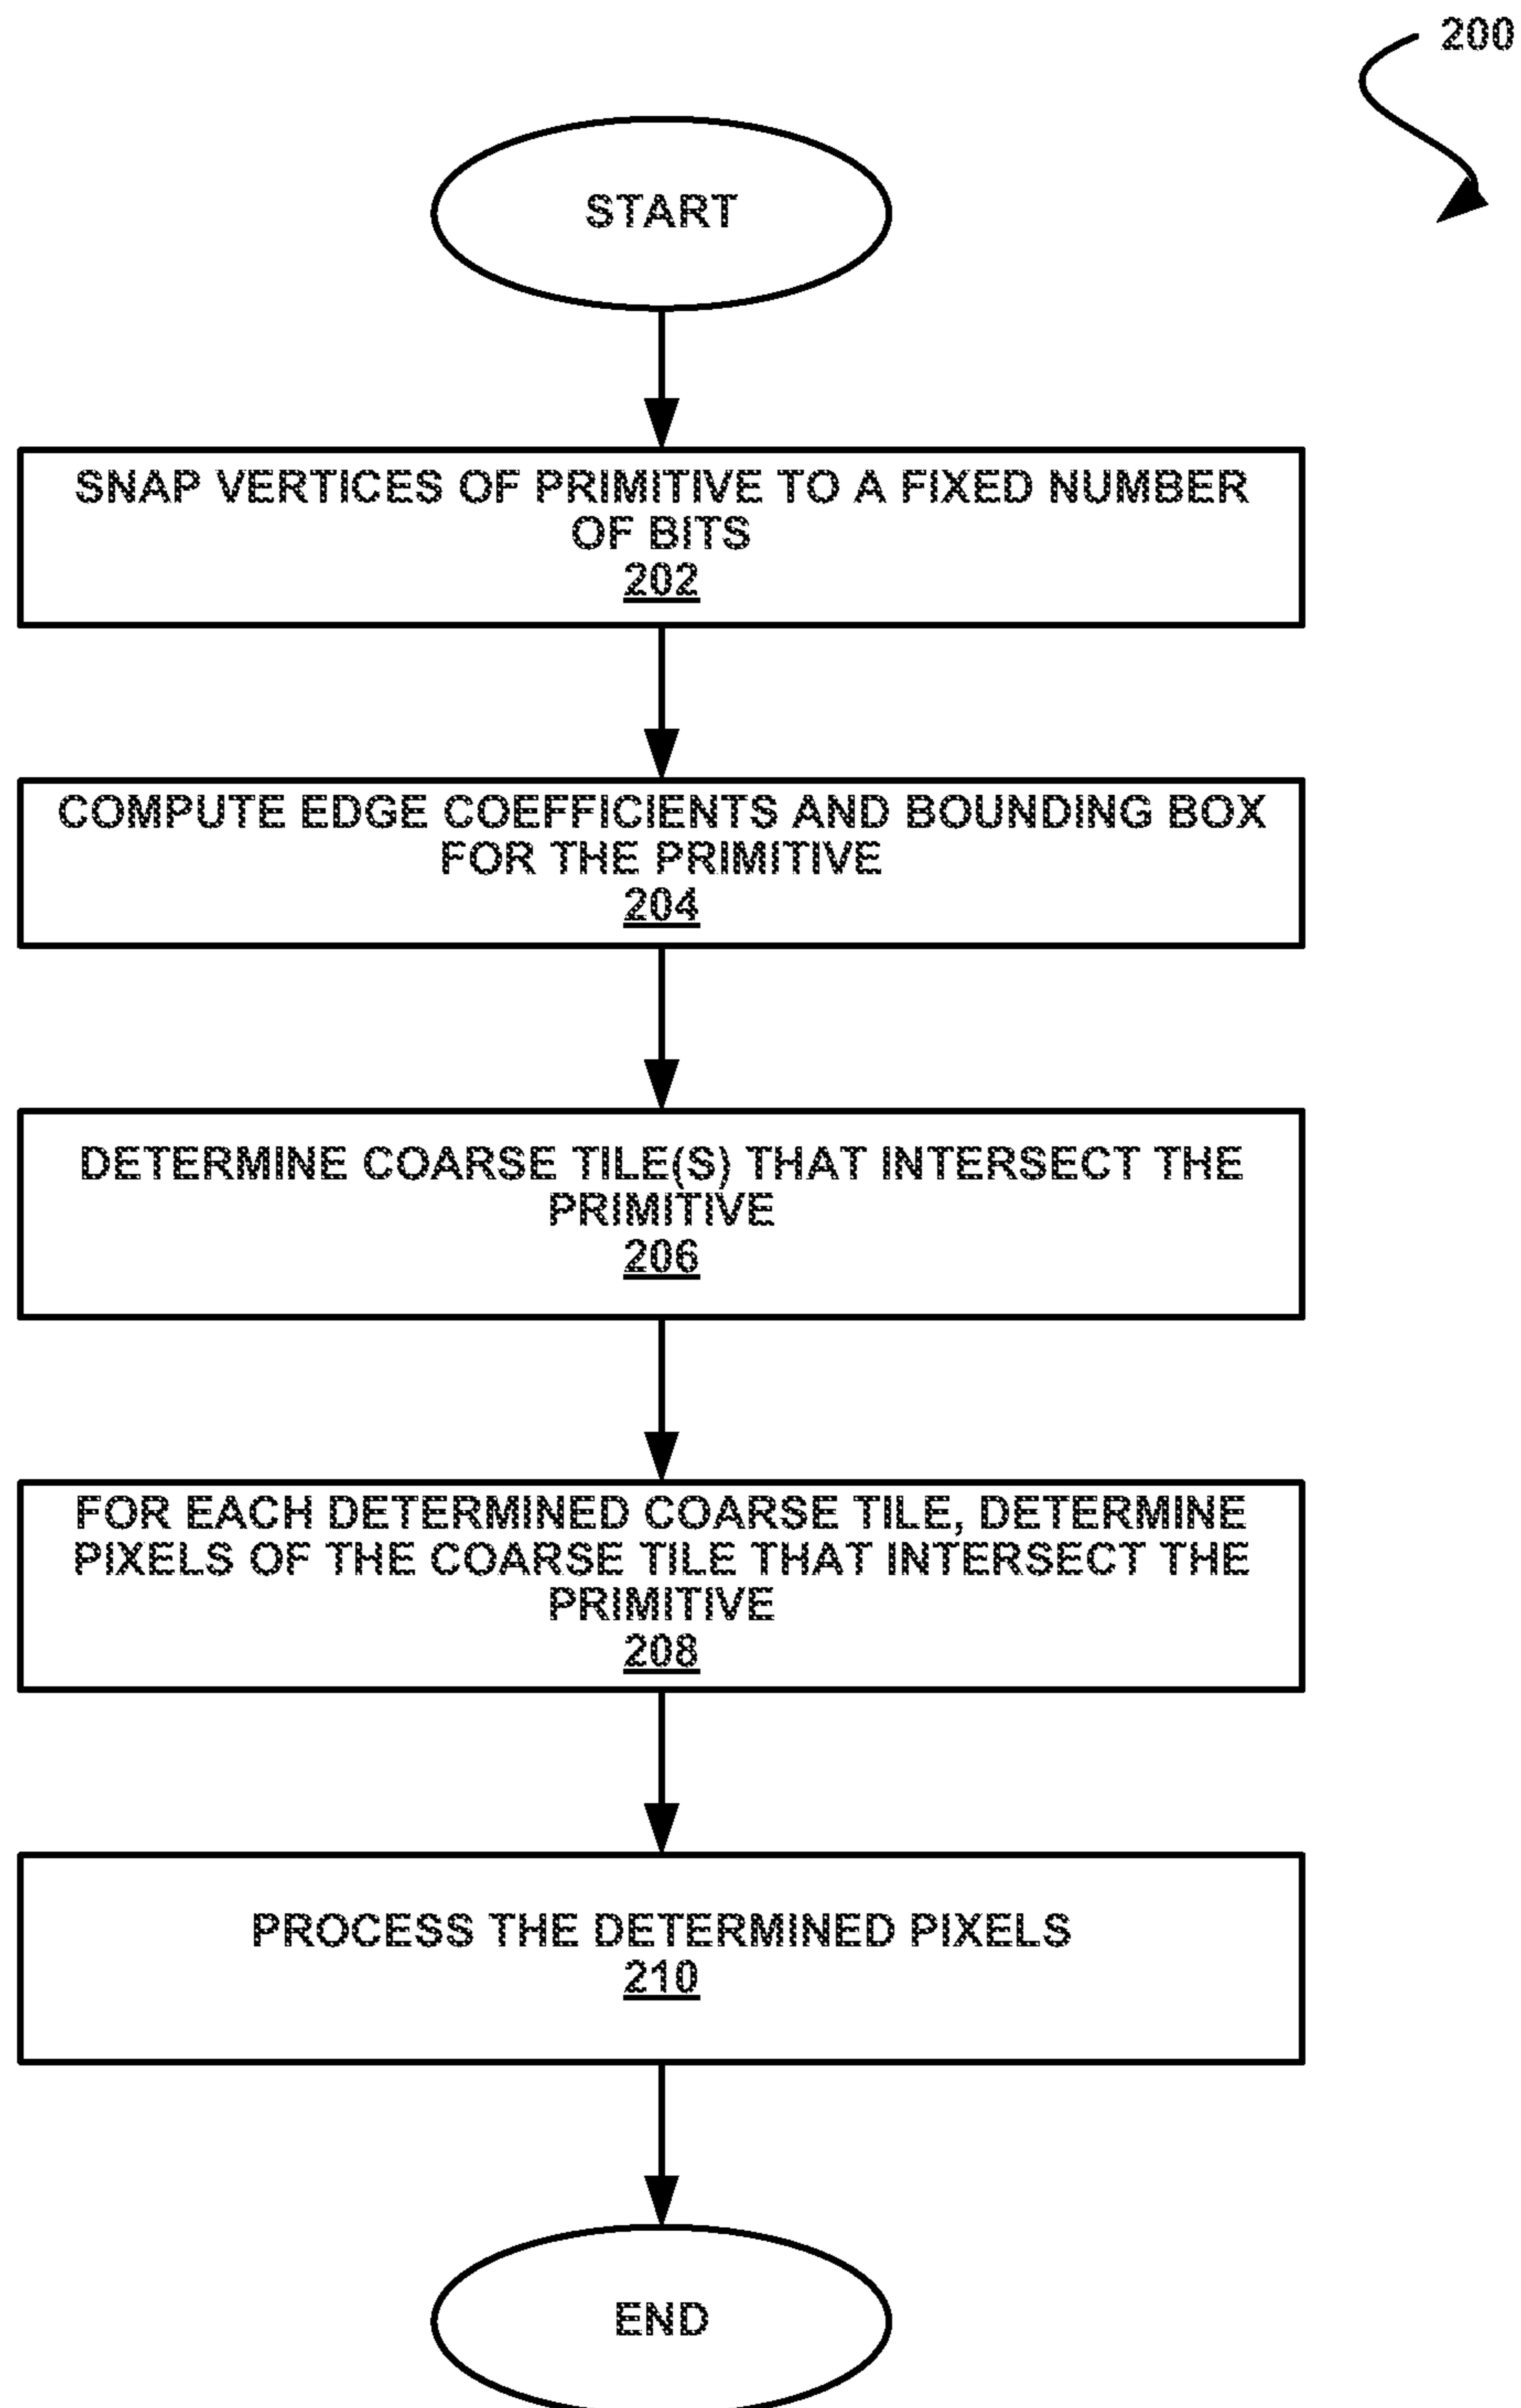 200
START
SNAP VERTICES OF PRIMITIVE TO A FIXED NUMBER
OF BITS
202
COMPUTE EDGE COEFFICIENTS AND BOUNDING BOX
FOR THE PRIMITIVE
204
DETERMINE COARSE TILE(S) THAT INTERSECT THE
PRIMITIVE
206
FOR EACH DETERMINED COARSE TILE, DETERMINE
PIXELS OF THE COARSE TILE THAT INTERSECT THE
PRIMITIVE
208
PROCESS THE DETERMINED PIXELS
210
END